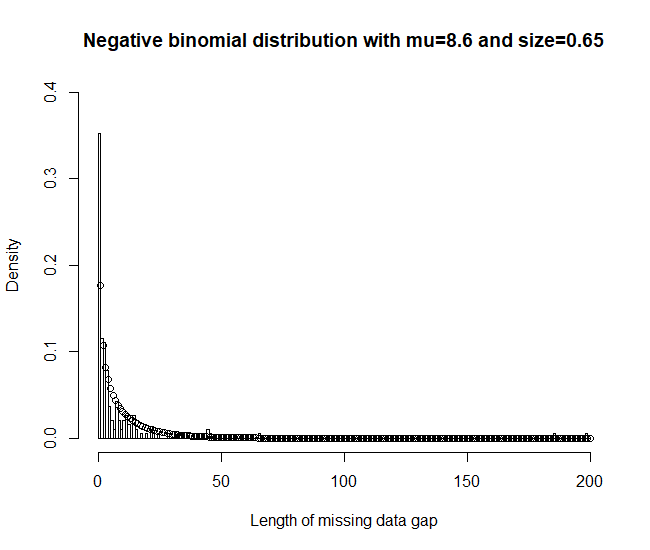 Negative binomial distribution with mu=8.6 and size=0.65
0.4
0.3
0.2
0.1
0.0
Density
0 50 100 150 200
Length of missing data gap